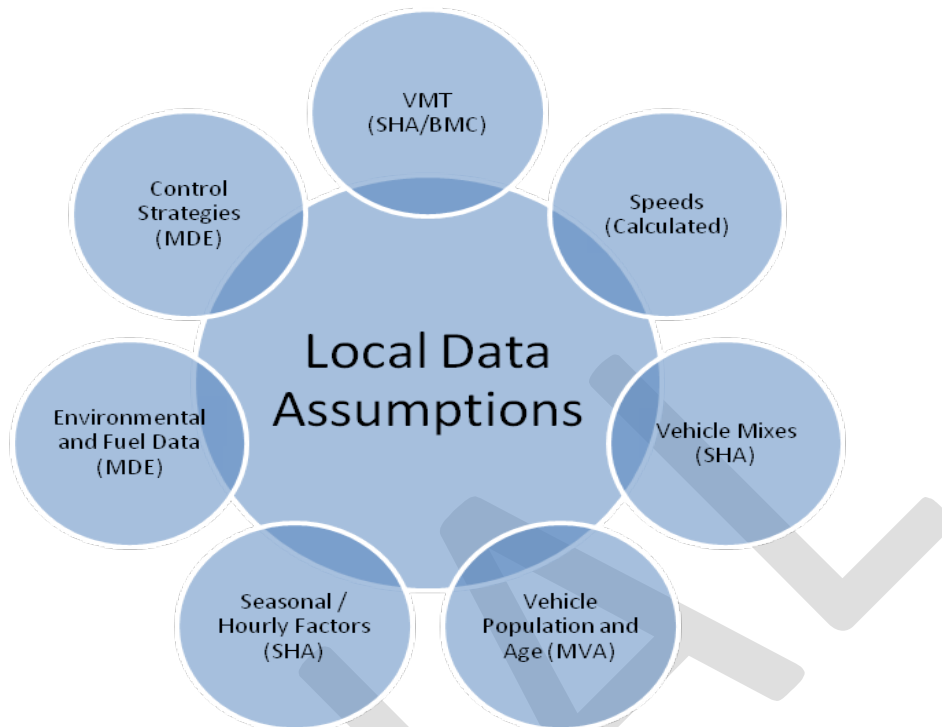 VMT
(SHA/BMC)
Control
Strategies
(MDE)
Speeds
(Calculated)
Local Data
Assumptions
Environmental
and Fuel Data
(MDE)
Vehicle Mixes
(SHA)
Seasonal /
Hourly Factors
(SHA)
Vehicle
Population and
Age (MVA)